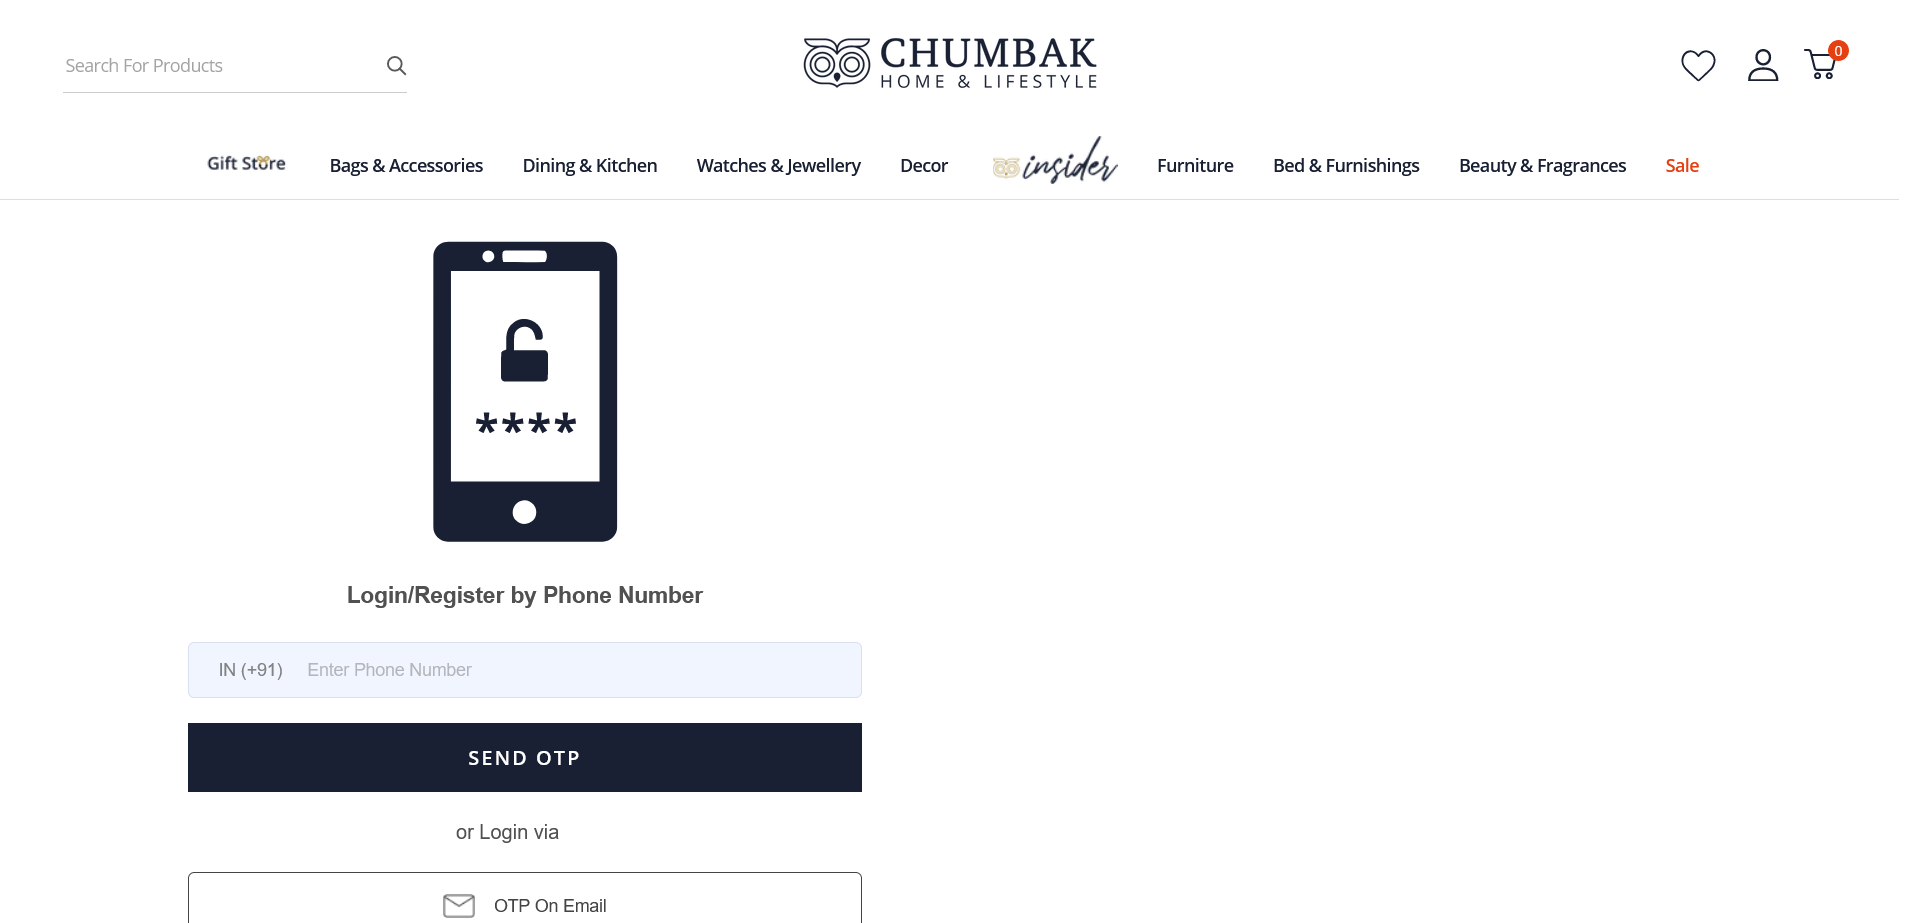 Search For Products
CHUMBAK
HOME & LIFESTYLE
0
Gift Store
Bags & Accessories
Dining & Kitchen
Watches & Jewellery
Decor
insider
Furniture
Bed & Furnishings
Beauty & Fragrances
Sale
****
Login/Register by Phone Number
IN (+91) Enter Phone Number
SEND OTP
or Login via
OTP On Email